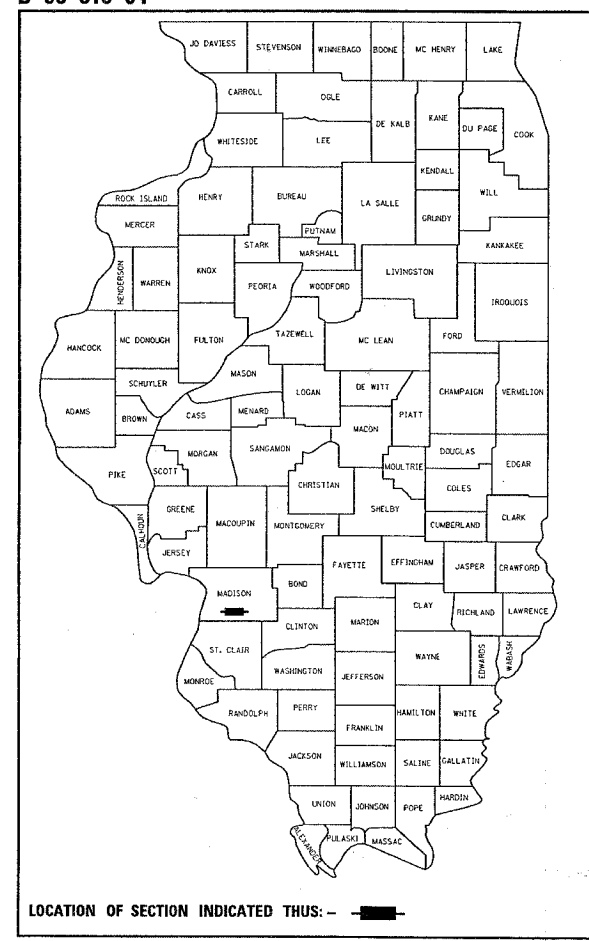 JO DAVIESS STEVENSON WINNEBAGO BOONE MC HENRY LAKE
CARROLL OGLE DE KALB KANE DU PAGE COOK
WHITESIDE LEE
KENDALL WILL
ROCK ISLAND HENRY BUREAU LA SALLE GRUNDY
MERCER PUTNAM
STARK MARSHALL KANKAKEE
HENDERSON WARREN KNOX PEORIA WOODFORD LIVINGSTON IROQUOIS
HANCOCK MC DONOUGH FULTON TAZEWELL MC LEAN FORD
SCHUYLER MASON LOGAN DE WITT CHAMPAIGN VERMILION
ADAMS BROWN CASS MENARD PIATT
MACON
PIKE SCOTT MORGAN SANGAMON MOULTRIE DOUGLAS EDGAR
CHRISTIAN COLES
CALHOUN GREENE MACOUPIN MONTGOMERY SHELBY CUMBERLAND CLARK
JERSEY FAYETTE EFFINGHAM JASPER CRAWFORD
MADISON BOND
CLAY RICHLAND LAWRENCE
CLINTON MARION
ST. CLAIR WAYNE EDWARDS WABASH
WASHINGTON JEFFERSON
MONROE
RANDOLPH PERRY HAMILTON WHITE
FRANKLIN
JACKSON WILLIAMSON SALINE GALLATIN
UNION JOHNSON POPE HARDIN
ALEXANDER PULASKI MASSAC
LOCATION OF SECTION INDICATED THUS: –